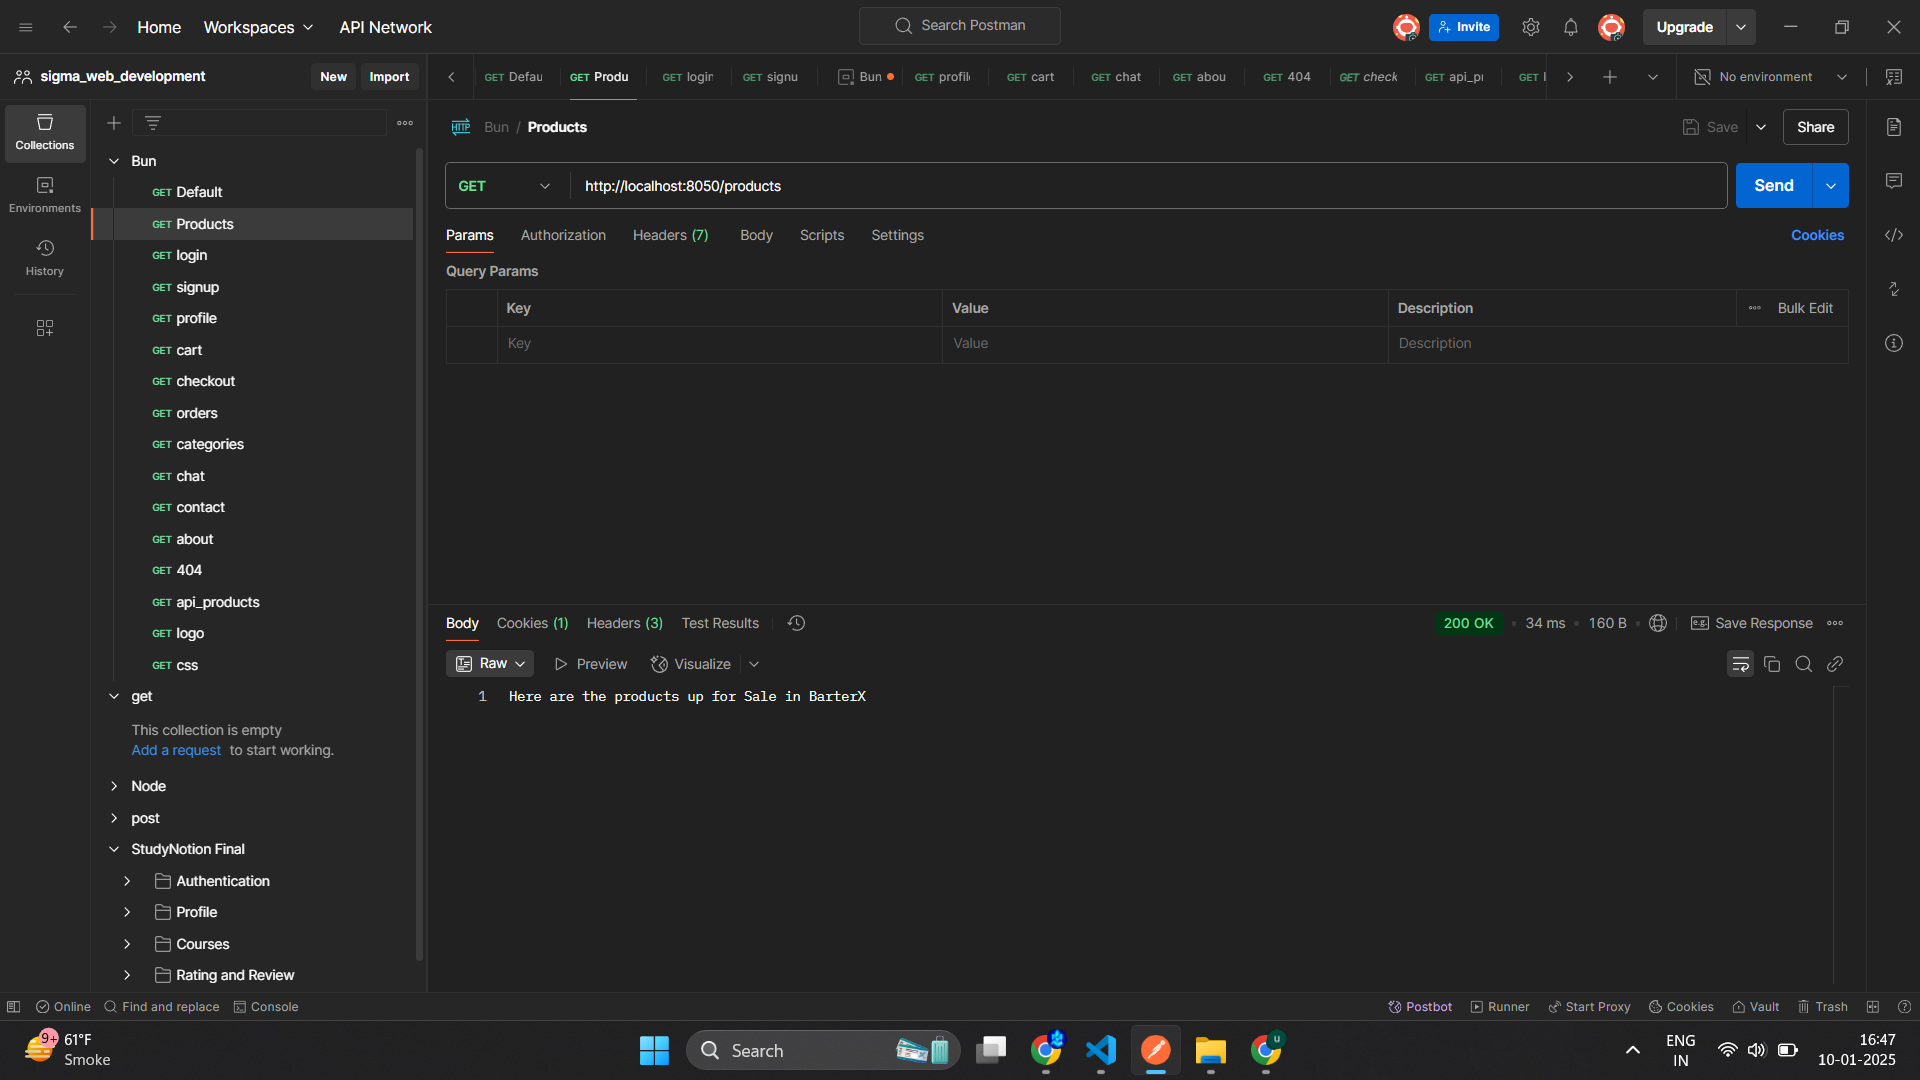 Home
Workspaces
API Network
Search Postman
Invite
Upgrade
sigma_web_development
New
Import
GET Defau
GET Produ
GET login
GET signu
Bun
GET profile
GET cart
GET chat
GET abou
GET 404
GET check
GET api_pr
GET l
No environment
Collections
Environments
History
Bun
GET Default
GET Products
GET login
GET signup
GET profile
GET cart
GET checkout
GET orders
GET categories
GET chat
GET contact
GET about
GET 404
GET api_products
GET logo
GET css
get
This collection is empty
Add a request to start working.
Node
post
StudyNotion Final
Authentication
Profile
Courses
Rating and Review
HTTP
Bun / Products
Save
Share
GET
http://localhost:8050/products
Send
Params
Authorization
Headers (7)
Body
Scripts
Settings
Cookies
Query Params
Key
Value
Description
Bulk Edit
Key
Value
Description
Body
Cookies (1)
Headers (3)
Test Results
200 OK
34 ms
160 B
e.g.
Save Response
Raw
Preview
Visualize
1
Here are the products up for Sale in BarterX
Online
Find and replace
Console
Postbot
Runner
Start Proxy
Cookies
Vault
Trash
9+
61°F
Smoke
Search
u
ENG
IN
16:47
10-01-2025